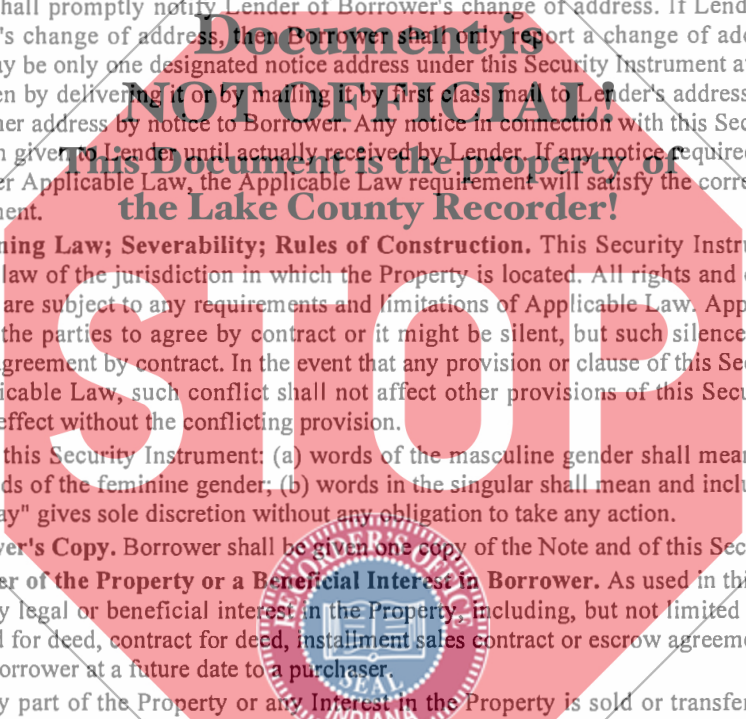 hall promptly notify Lender of Borrower's change of address. If Lend
's change of address, then Borrower shall only report a change of add
Document is
y be only one designated notice address under this Security Instrument a
en by delivering it or by mailing it by first class mail to Lender's address
NOT OFFICIAL!
ner address by notice to Borrower. Any notice in connection with this Sec
n given to Lender until actually received by Lender. If any notice required
This Document is the property of
er Applicable Law, the Applicable Law requirement will satisfy the corre
ment.
the Lake County Recorder!
ning Law; Severability; Rules of Construction. This Security Instru
law of the jurisdiction in which the Property is located. All rights and
are subject to any requirements and limitations of Applicable Law. App
the parties to agree by contract or it might be silent, but such silence
greement by contract. In the event that any provision or clause of this Sec
icable Law, such conflict shall not affect other provisions of this Secu
effect without the conflicting provision.
STOP
this Security Instrument: (a) words of the masculine gender shall mean
ds of the feminine gender; (b) words in the singular shall mean and inclu
ay" gives sole discretion without any obligation to take any action.
er's Copy. Borrower shall be given one copy of the Note and of this Sec
er of the Property or a Beneficial Interest in Borrower. As used in thi
y legal or beneficial interest in the Property, including, but not limited
d for deed, contract for deed, installment sales contract or escrow agreeme
orrower at a future date to a purchaser.
y part of the Property or any Interest in the Property is sold or transfer
RECORDER'S OFFICE
SEAL
INDIANA